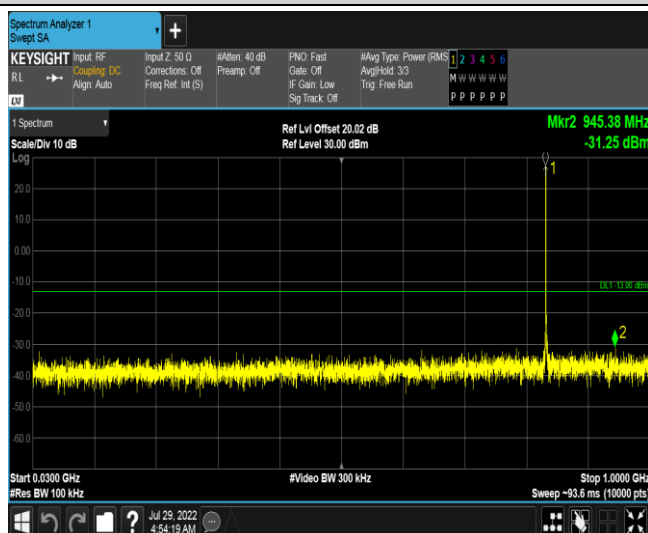 Spectrum Analyzer 1
Swept SA
+
KEYSIGHT
RL
Input: RF
Coupling: DC
Align: Auto
Input Z: 50 Ω
Corrections: Off
Freq Ref: Int (S)
#Atten: 40 dB
Preamp: Off
PNO: Fast
Gate: Off
IF Gain: Low
Sig Track: Off
#Avg Type: Power (RMS
Avg|Hold: 3/3
Trig: Free Run
1 2 3 4 5 6
M W W W W W
P P P P P P
LXI
1 Spectrum
Scale/Div 10 dB
Ref Lvl Offset 20.02 dB
Ref Level 30.00 dBm
Mkr2 945.38 MHz
-31.25 dBm
Log
1
20.0
10.0
0.00
-10.0
DL1 -13.00 dBm
-20.0
-30.0
2
-40.0
-50.0
-60.0
Start 0.0300 GHz
#Video BW 300 kHz
Stop 1.0000 GHz
#Res BW 100 kHz
Sweep ~93.6 ms (10000 pts)
?
Jul 29, 2022
4:54:19 AM